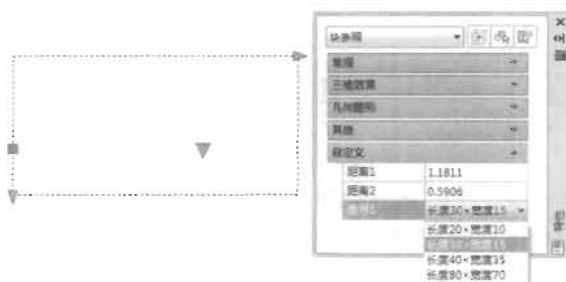 块参照
常规
三维效果
几何图形
其他
自定义
距离1 1.1811
距离2 0.5906
长度30×宽度15
长度20×宽度10
长度30×宽度15
长度40×宽度35
长度80×宽度70
特性